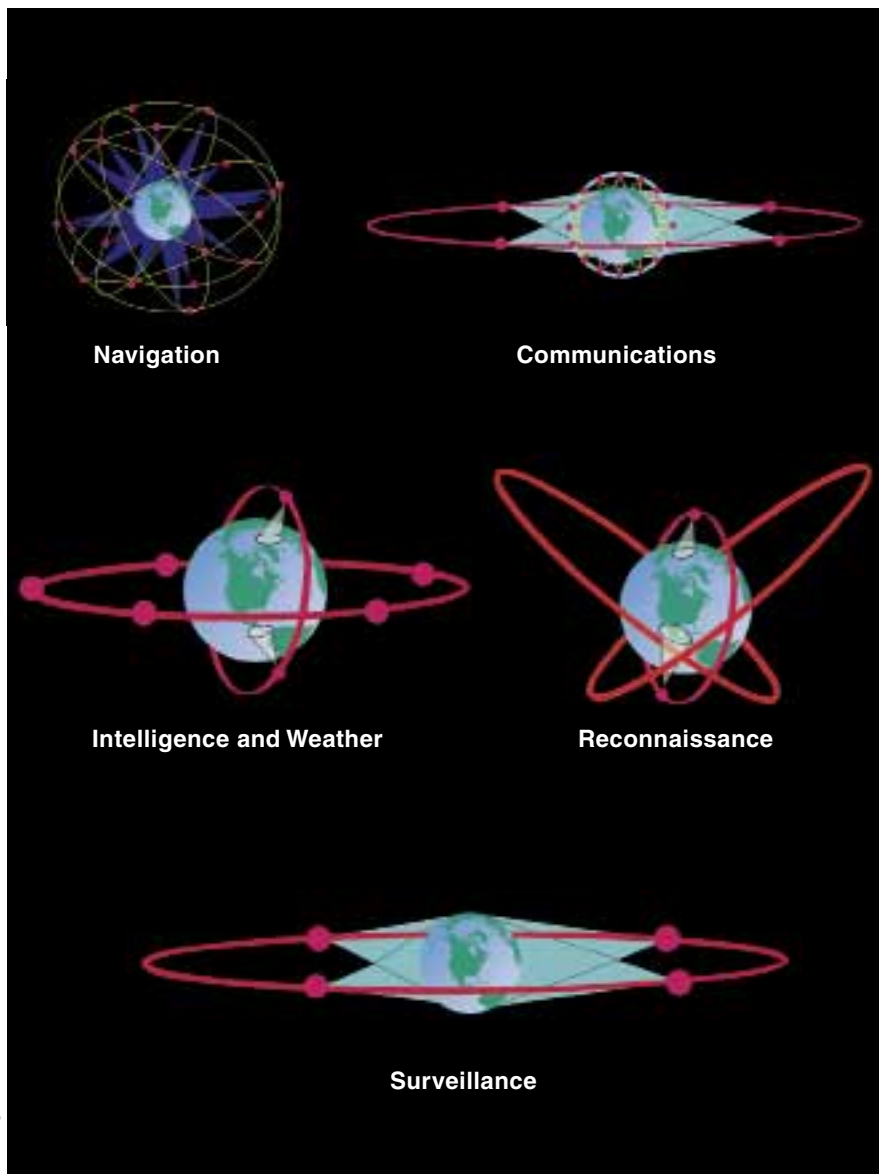 Navigation
Communications
Intelligence and Weather
Reconnaissance
Surveillance